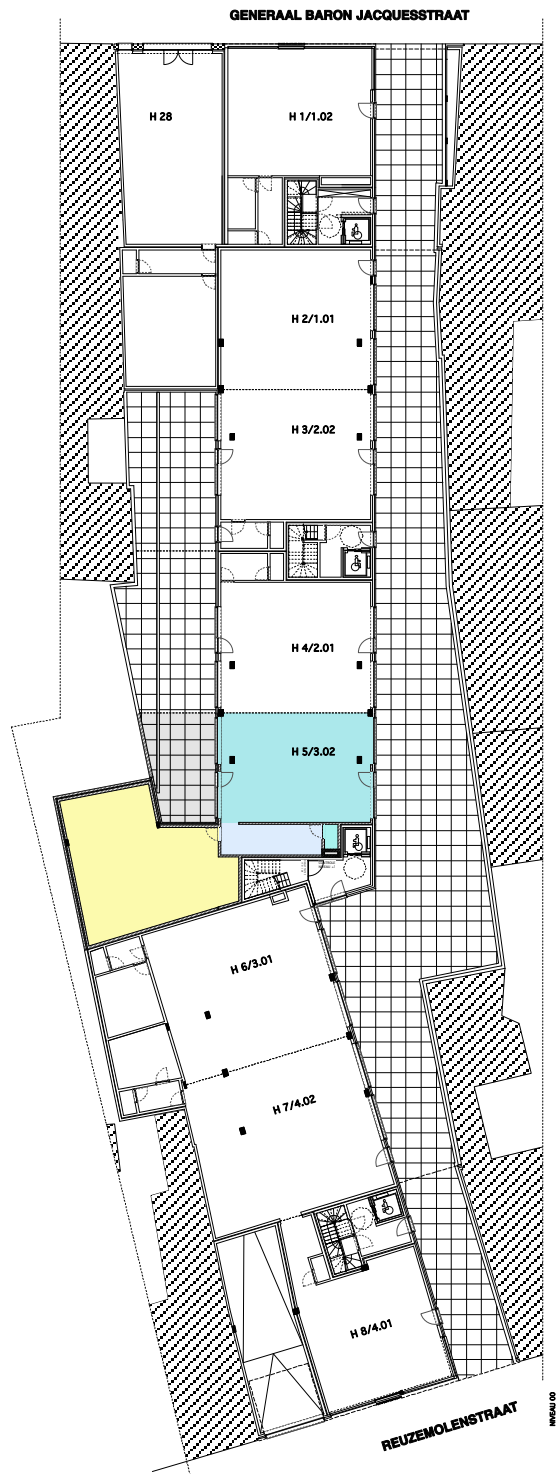 GENERAAL BARON JACQUESSTRAAT
H 28
H 1/1.02
H 2/1.01
H 3/2.02
H 4/2.01
H 5/3.02
H 6/3.01
H 7/4.02
H 8/4.01
REUZEMOLENSTRAAT
NIVEAU 00